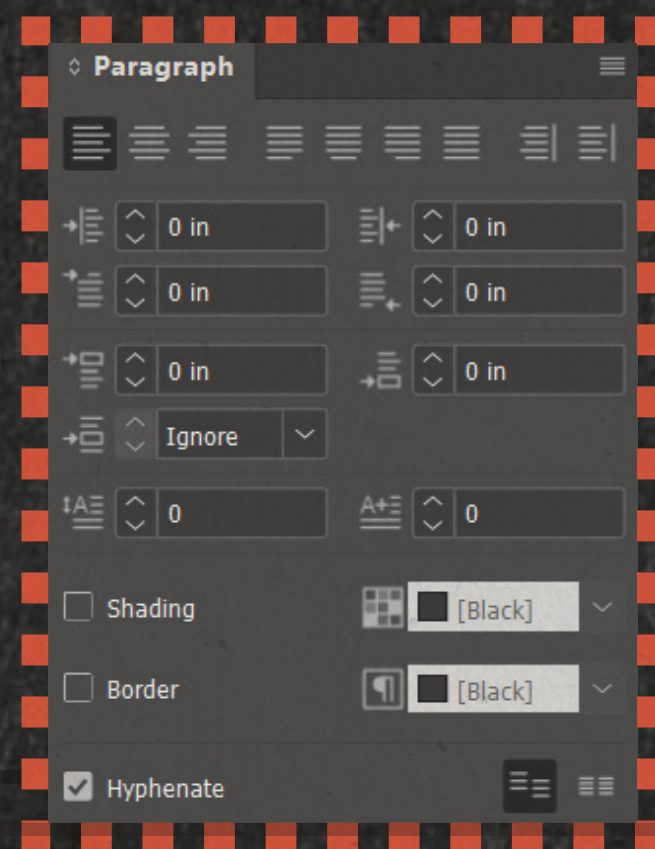 Paragraph
0 in 0 in
0 in 0 in
0 in 0 in
Ignore
0 0
Shading [Black]
Border [Black]
Hyphenate